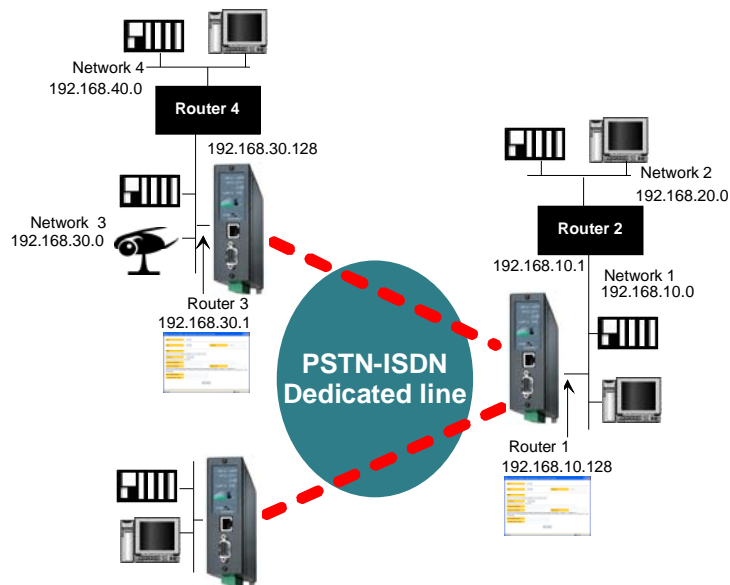 Network 4
192.168.40.0
Router 4
192.168.30.128
Network 3
192.168.30.0
Router 3
192.168.30.1
PSTN-ISDN
Dedicated line
Network 2
192.168.20.0
Router 2
192.168.10.1
Network 1
192.168.10.0
Router 1
192.168.10.128